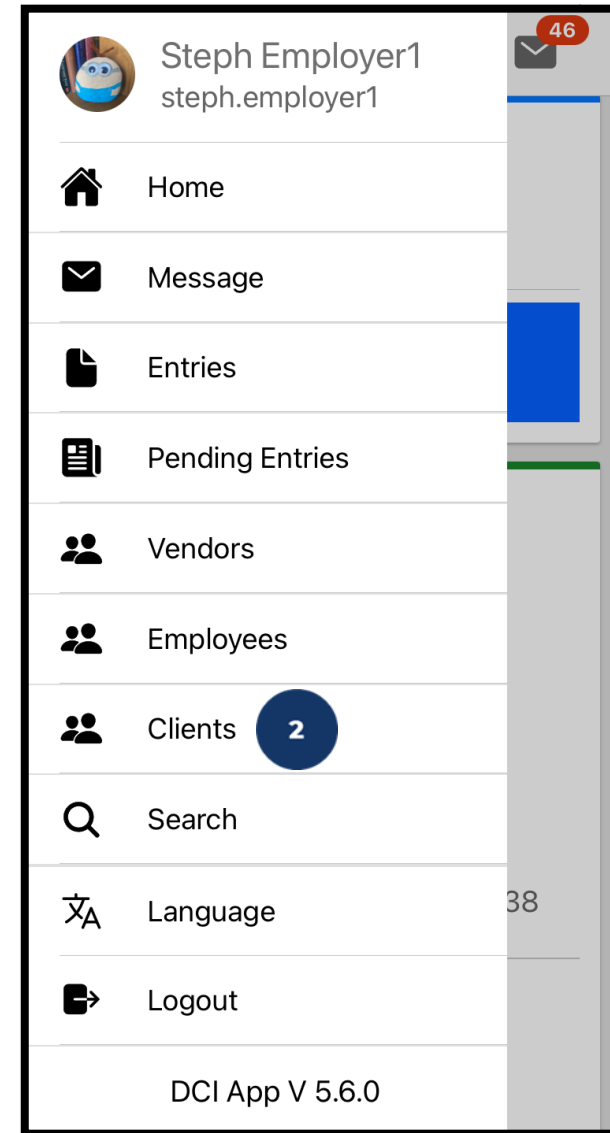 Steph Employer1
46
steph.employer1
Home
Message
Entries
Pending Entries
Vendors
Employees
Clients 2
Search
Language
38
Logout
DCI App V 5.6.0